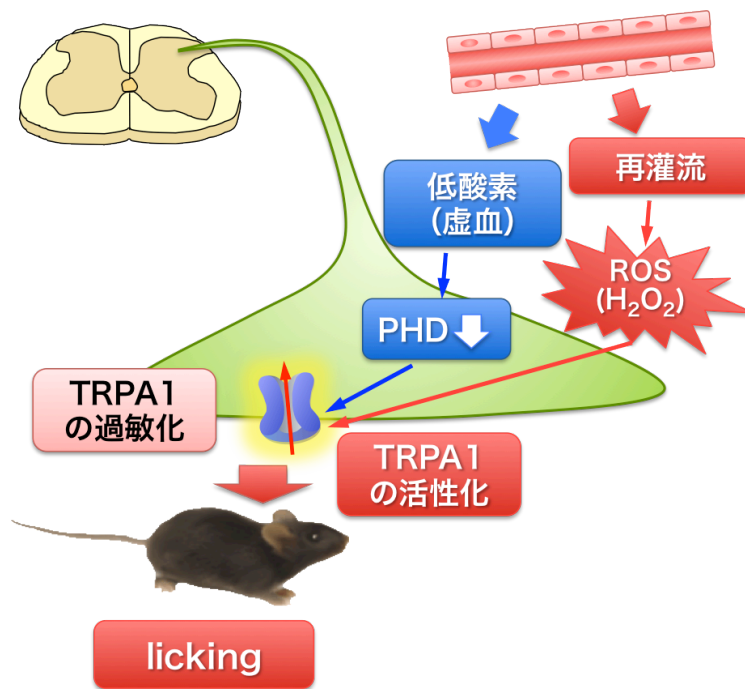 低酸素
（虚血）
再灌流
ROS
(H₂O₂)
PHD
TRPA1
の過敏化
TRPA1
の活性化
licking